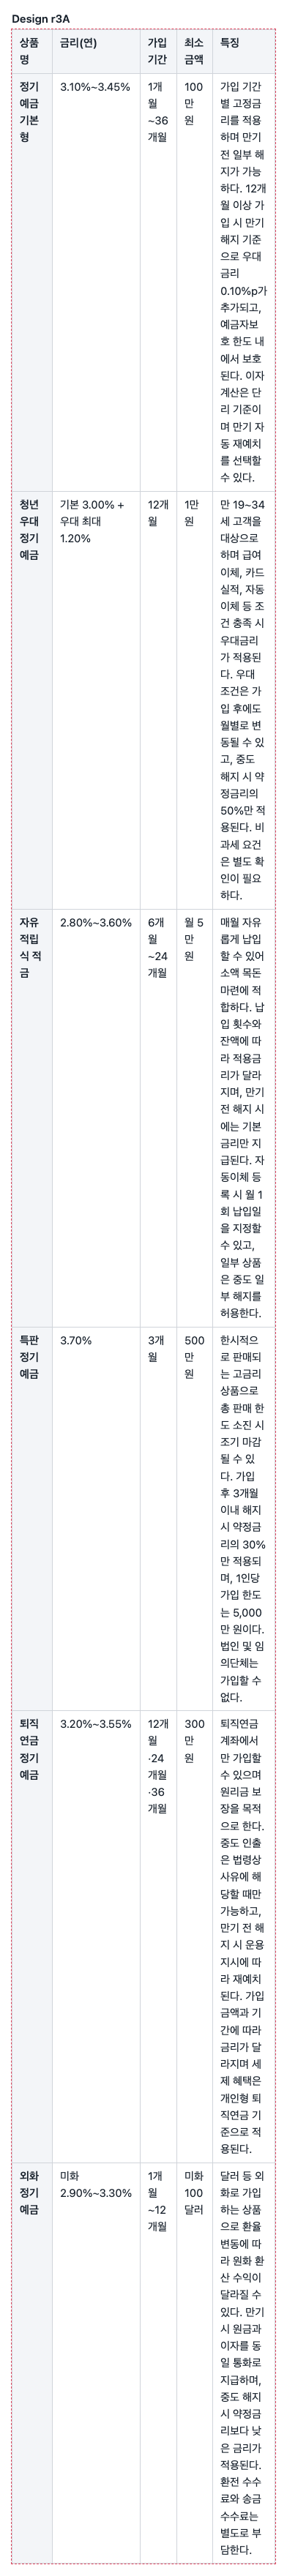 Design r3A
상품
명
금리(연)
가입
기간
최소
금액
특징
정기
예금
기본
형
3.10%~3.45%
1개
월
~36
개월
100
만
원
가입 기간
별 고정금
리를 적용
하며 만기
전 일부 해
지가 가능
하다. 12개
월 이상 가
입 시 만기
해지 기준
으로 우대
금리
0.10%p가
추가되고,
예금자보
호 한도 내
에서 보호
된다. 이자
계산은 단
리 기준이
며 만기 자
동 재예치
를 선택할
수 있다.
청년
우대
정기
예금
기본 3.00% +
우대 최대
1.20%
12개
월
1만
원
만 19~34
세 고객을
대상으로
하며 급여
이체, 카드
실적, 자동
이체 등 조
건 충족 시
우대금리
가 적용된
다. 우대
조건은 가
입 후에도
월별로 변
동될 수 있
고, 중도
해지 시 약
정금리의
50%만 적
용된다. 비
과세 요건
은 별도 확
인이 필요
하다.
자유
적립
식 적
금
2.80%~3.60%
6개
월
~24
개월
월 5
만
원
매월 자유
롭게 납입
할 수 있어
소액 목돈
마련에 적
합하다. 납
입 횟수와
잔액에 따
라 적용금
리가 달라
지며, 만기
전 해지 시
에는 기본
금리만 지
급된다. 자
동이체 등
록 시 월 1
회 납입일
을 지정할
수 있고,
일부 상품
은 중도 일
부 해지를
허용한다.
특판
정기
예금
3.70%
3개
월
500
만
원
한시적으
로 판매되
는 고금리
상품으로
총 판매 한
도 소진 시
조기 마감
될 수 있
다. 가입
후 3개월
이내 해지
시 약정금
리의 30%
만 적용되
며, 1인당
가입 한도
는 5,000
만 원이다.
법인 및 임
의단체는
가입할 수
없다.
퇴직
연금
정기
예금
3.20%~3.55%
12개
월
·24
개월
·36
개월
300
만
원
퇴직연금
계좌에서
만 가입할
수 있으며
원리금 보
장을 목적
으로 한다.
중도 인출
은 법령상
사유에 해
당할 때만
가능하고,
만기 전 해
지 시 운용
지시에 따
라 재예치
된다. 가입
금액과 기
간에 따라
금리가 달
라지며 세
제 혜택은
개인형 퇴
직연금 기
준으로 적
용된다.
외화
정기
예금
미화
2.90%~3.30%
1개
월
~12
개월
미화
100
달러
달러 등 외
화로 가입
하는 상품
으로 환율
변동에 따
라 원화 환
산 수익이
달라질 수
있다. 만기
시 원금과
이자를 동
일 통화로
지급하며,
중도 해지
시 약정금
리보다 낮
은 금리가
적용된다.
환전 수수
료와 송금
수수료는
별도로 부
담한다.